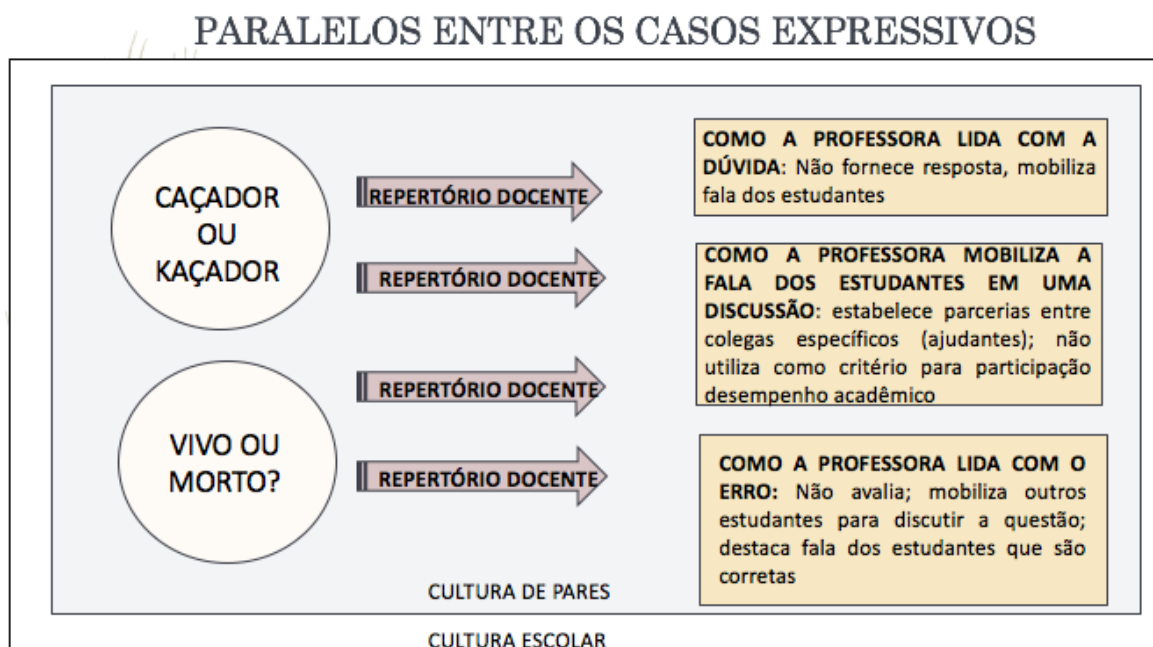 PARALELOS ENTRE OS CASOS EXPRESSIVOS
CAÇADOR
OU
KAÇADOR
REPERTÓRIO DOCENTE
REPERTÓRIO DOCENTE
COMO A PROFESSORA LIDA COM A
DÚVIDA: Não fornece resposta, mobiliza
fala dos estudantes
COMO A PROFESSORA MOBILIZA A
FALA DOS ESTUDANTES EM UMA
DISCUSSÃO: estabelece parcerias entre
colegas específicos (ajudantes); não
utiliza como critério para participação
desempenho acadêmico
VIVO OU
MORTO?
REPERTÓRIO DOCENTE
REPERTÓRIO DOCENTE
COMO A PROFESSORA LIDA COM O
ERRO: Não avalia; mobiliza outros
estudantes para discutir a questão;
destaca fala dos estudantes que são
corretas
CULTURA DE PARES
CULTURA ESCOLAR